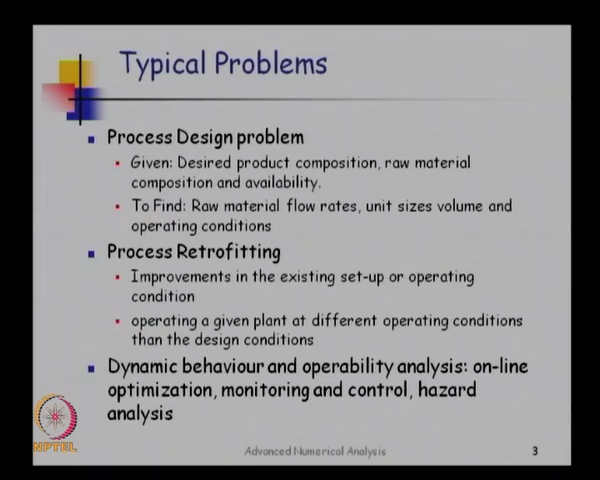 Typical Problems
Process Design problem
Given: Desired product composition, raw material
composition and availability.
To Find: Raw material flow rates, unit sizes volume and
operating conditions
Process Retrofitting
Improvements in the existing set-up or operating
condition
operating a given plant at different operating conditions
than the design conditions
Dynamic behaviour and operability analysis: on-line
optimization, monitoring and control, hazard
analysis
NPTEL
Advanced Numerical Analysis
3